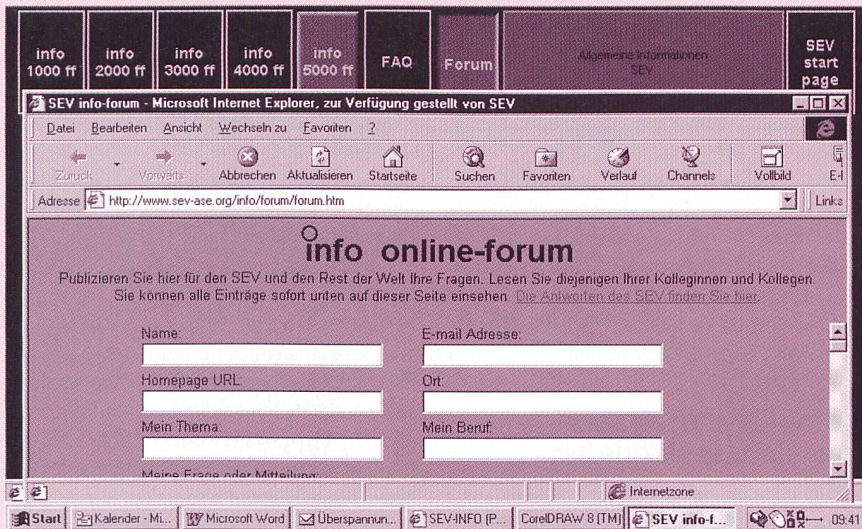 info 1000 ff
info 2000 ff
info 3000 ff
info 4000 ff
info 5000 ff
FAQ
Forum
Allgemeine Informationen
SEV
SEV start page
SEV info-forum - Microsoft Internet Explorer, zur Verfügung gestellt von SEV
Datei Bearbeiten Ansicht Wechseln zu Favoriten ?
Zurück Vorwärts Abbrechen Aktualisieren Startseite Suchen Favoriten Verlauf Channels Vollbild
Adresse http://www.sev-ase.org/info/forum/forum.htm Links
info online-forum
Publizieren Sie hier für den SEV und den Rest der Welt Ihre Fragen. Lesen Sie diejenigen Ihrer Kolleginnen und Kollegen
Sie können alle Einträge sofort unten auf dieser Seite einsehen. Die Antworten des SEV finden Sie hier.
Name: E-mail Adresse:
Homepage URL: Ort:
Mein Thema: Mein Beruf:
Meine Frage oder Mitteilung:
Internetzone
Start Kalender - Mi... Microsoft Word Überspannun... SEV-INFO (P... CorelDRAW 8 [TM] SEV info-f... 09:49